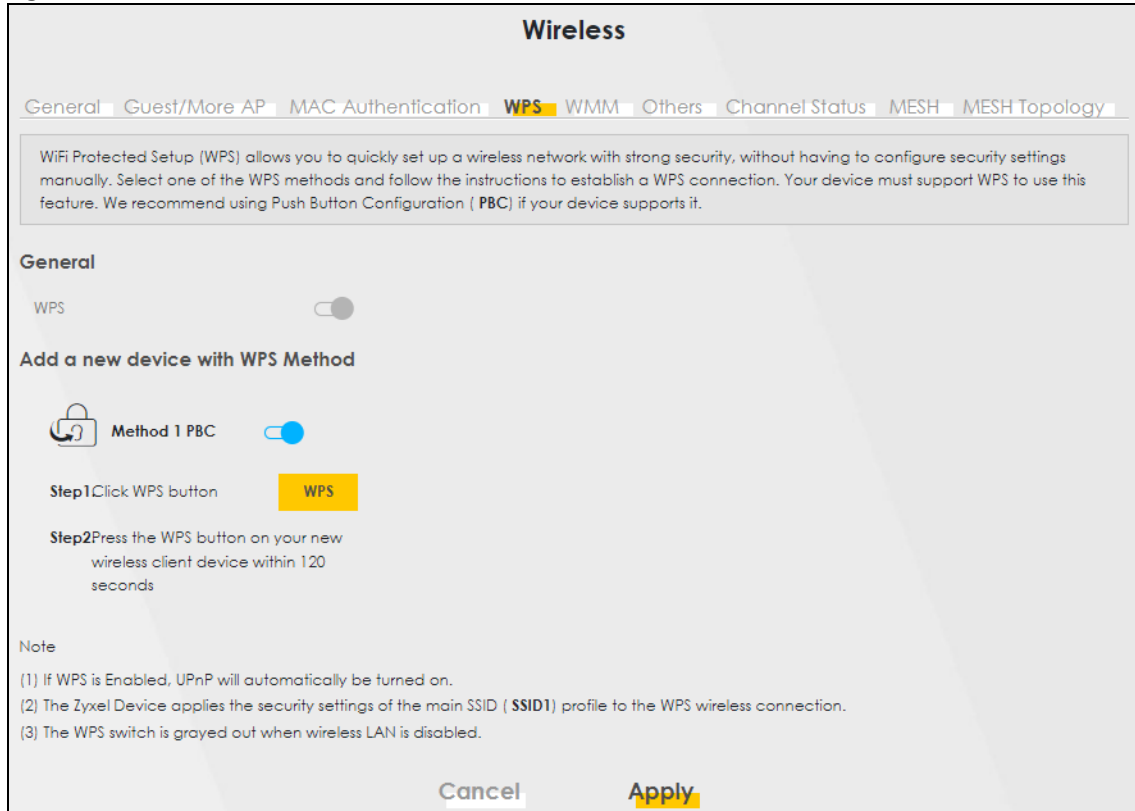 Wireless
General Guest/More AP MAC Authentication WPS WMM Others Channel Status MESH MESH Topology
WiFi Protected Setup (WPS) allows you to quickly set up a wireless network with strong security, without having to configure security settings
manually. Select one of the WPS methods and follow the instructions to establish a WPS connection. Your device must support WPS to use this
feature. We recommend using Push Button Configuration ( PBC) if your device supports it.
General
WPS
Add a new device with WPS Method
Method 1 PBC
Step1.Click WPS button WPS
Step2Press the WPS button on your new
wireless client device within 120
seconds
Note
(1) If WPS is Enabled, UPnP will automatically be turned on.
(2) The Zyxel Device applies the security settings of the main SSID ( SSID1) profile to the WPS wireless connection.
(3) The WPS switch is grayed out when wireless LAN is disabled.
Cancel Apply